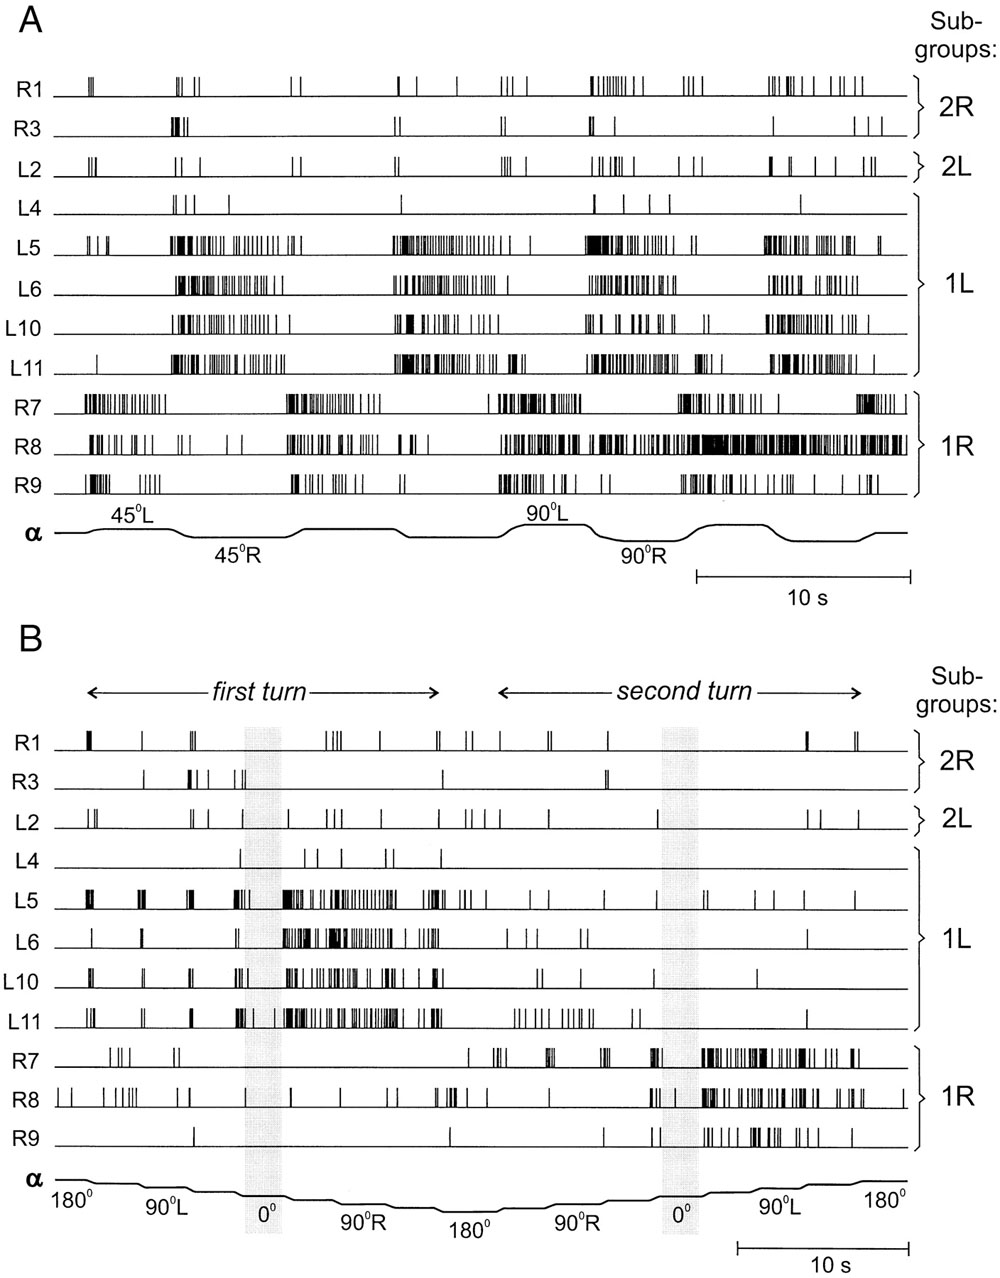 A
Sub-
groups:
R1
R3
2R
L2
2L
L4
L5
L6
1L
L10
L11
R7
R8
1R
R9
45⁰L
90⁰L
α
45⁰R
90⁰R
10 s
B
first turn
second turn
Sub-
groups:
R1
R3
2R
L2
2L
L4
L5
L6
1L
L10
L11
R7
R8
1R
R9
α
180⁰
90⁰L
0⁰
90⁰R
180⁰
90⁰R
0⁰
90⁰L
180⁰
10 s